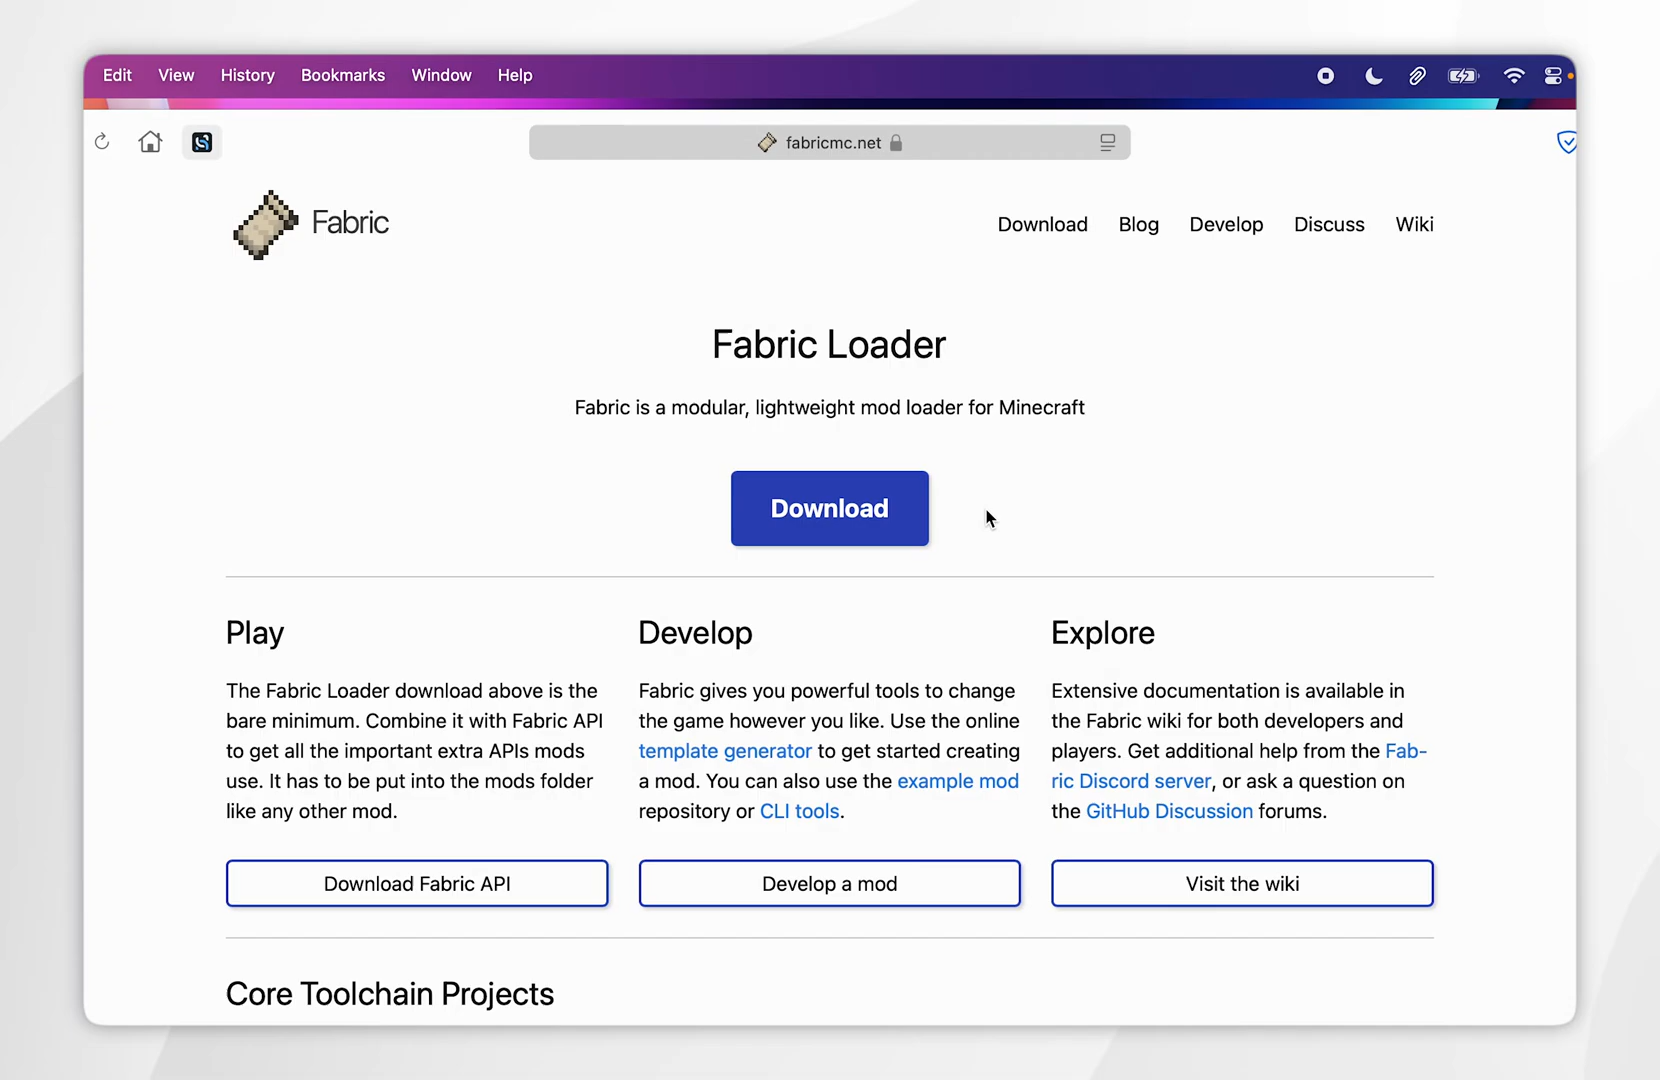 Edit View History Bookmarks Window Help
fabricmc.net
Fabric
Download Blog Develop Discuss Wiki
Fabric Loader
Fabric is a modular, lightweight mod loader for Minecraft
Download
Play
The Fabric Loader download above is the
bare minimum. Combine it with Fabric API
to get all the important extra APIs mods
use. It has to be put into the mods folder
like any other mod.
Download Fabric API
Develop
Fabric gives you powerful tools to change
the game however you like. Use the online
template generator to get started creating
a mod. You can also use the example mod
repository or CLI tools.
Develop a mod
Explore
Extensive documentation is available in
the Fabric wiki for both developers and
players. Get additional help from the Fab-
ric Discord server, or ask a question on
the GitHub Discussion forums.
Visit the wiki
Core Toolchain Projects